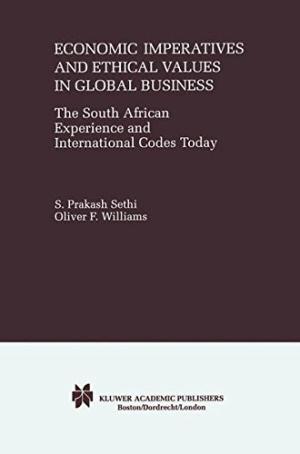 ECONOMIC IMPERATIVES
AND ETHICAL VALUES
IN GLOBAL BUSINESS
The South African
Experience and
International Codes Today
S. Prakash Sethi
Oliver F. Williams
KLUWER ACADEMIC PUBLISHERS
Boston/Dordrecht/London